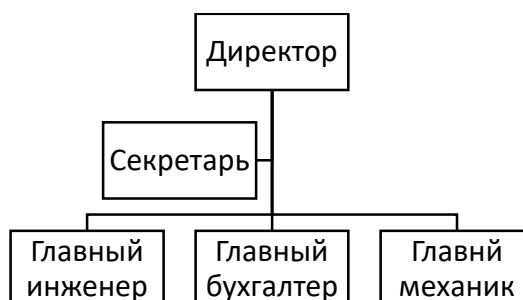 Директор
Секретарь
Главный
инженер
Главный
бухгалтер
Главнй
механик